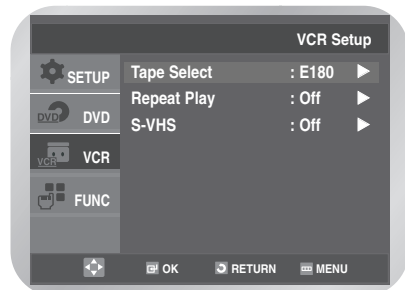 VCR Setup
SETUP
Tape Select : E180
Repeat Play : Off
DVD DVD
S-VHS : Off
VCR VCR
FUNC
OK RETURN MENU